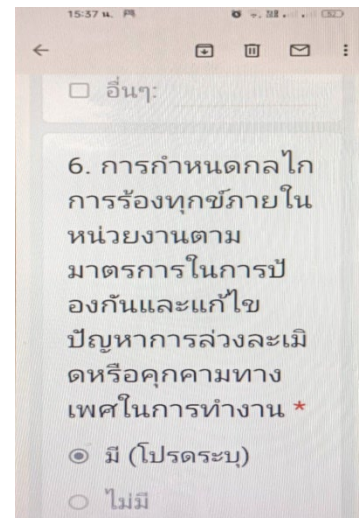 15:37 น.
อื่นๆ:
6. การกำหนดกลไก
การร้องทุกข์ภายใน
หน่วยงานตาม
มาตรการในการป้
องกันและแก้ไข
ปัญหาการล่วงละเมิ
ดหรือคุกคามทาง
เพศในการทำงาน *
มี (โปรดระบุ)
ไม่มี